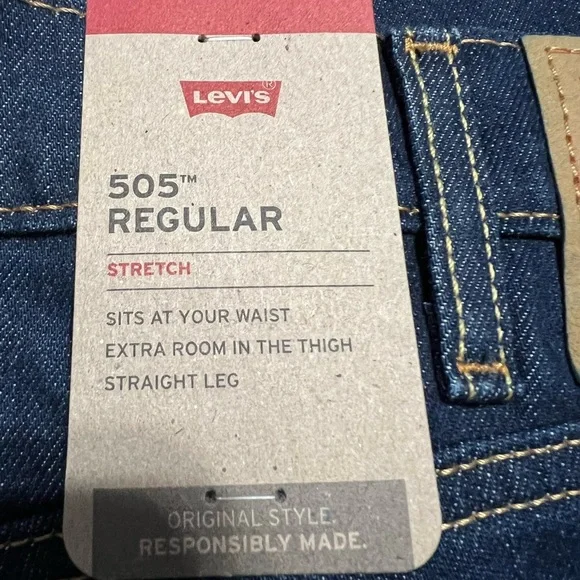 Levi's®
505™
REGULAR
STRETCH
SITS AT YOUR WAIST
EXTRA ROOM IN THE THIGH
STRAIGHT LEG
ORIGINAL STYLE.
RESPONSIBLY MADE.